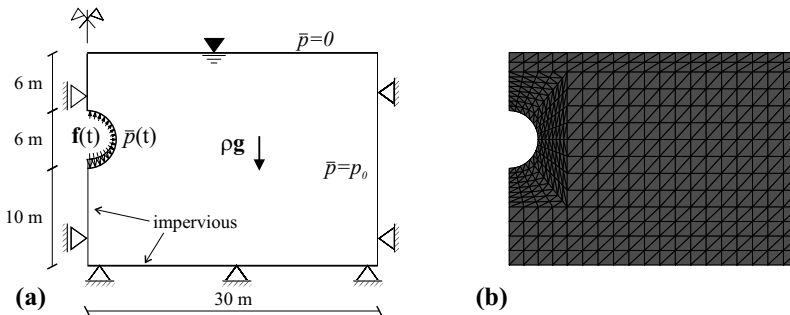 p̄=0
6 m
6 m
f(t) p̄(t)
ρg
p̄=p₀
10 m
impervious
(a)
30 m
(b)